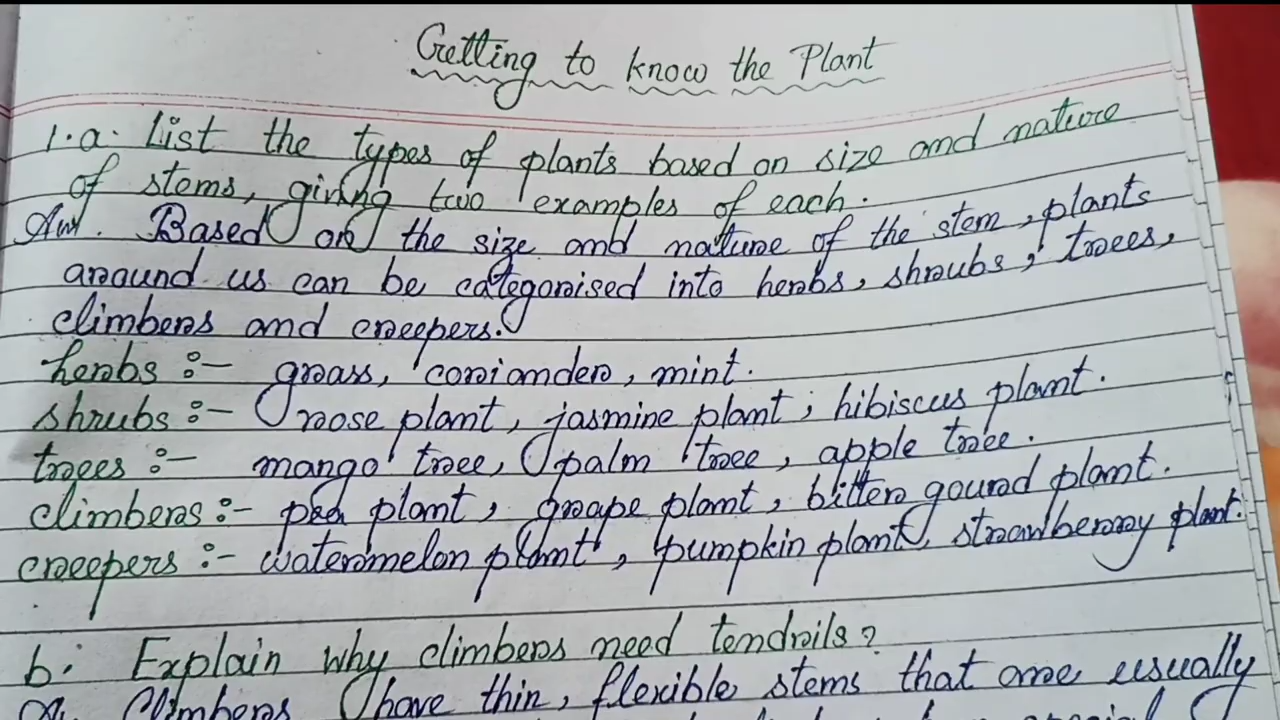 Getting to know the Plant
1.a. List the types of plants based on size and nature
of stems, giving two examples of each.
Ans. Based on the size and nature of the stem, plants
around us can be categorised into herbs, shrubs, trees,
climbers and creepers.
herbs :- grass, coriander, mint.
shrubs :- rose plant, jasmine plant, hibiscus plant.
trees :- mango tree, palm tree, apple tree.
climbers :- pea plant, grape plant, bitter gourd plant.
creepers :- watermelon plant, pumpkin plant, strawberry plant.
b. Explain why climbers need tendrils?
Climbers have thin, flexible stems that are usually